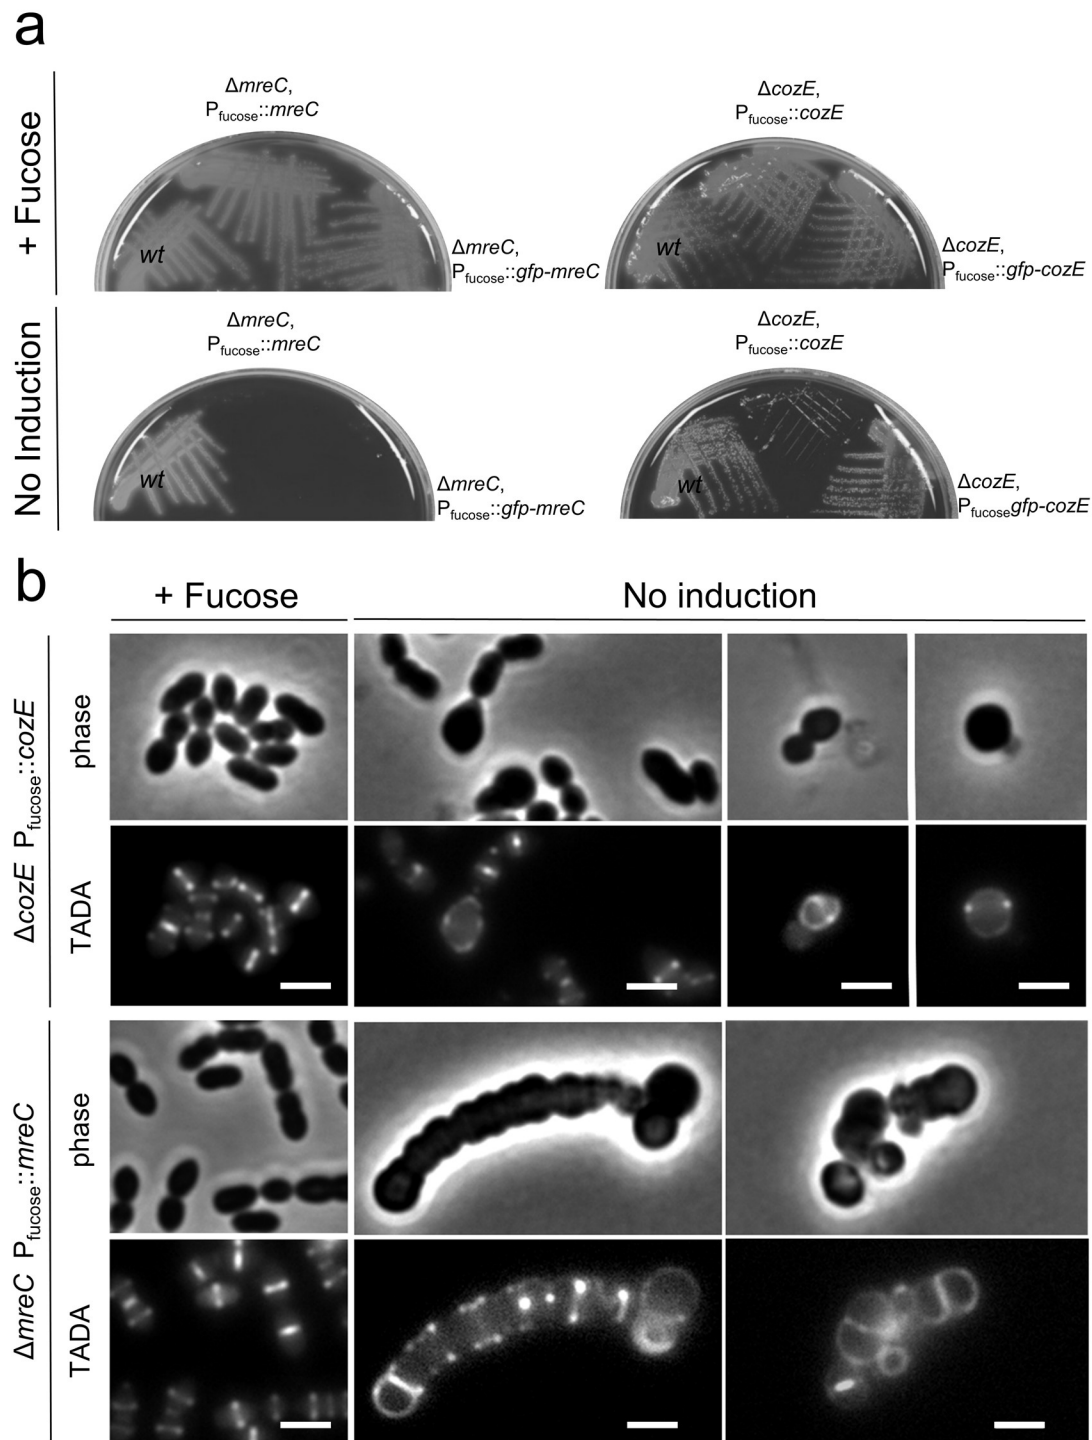 a
+ Fucose
ΔmreC,
Pfucose::mreC
wt
ΔmreC,
Pfucose::gfp-mreC
ΔcozE,
Pfucose::cozE
wt
ΔcozE,
Pfucose::gfp-cozE
No Induction
ΔmreC,
Pfucose::mreC
wt
ΔmreC,
Pfucose::gfp-mreC
ΔcozE,
Pfucose::cozE
wt
ΔcozE,
Pfucosegfp-cozE
b
+ Fucose
No induction
ΔcozE Pfucose::cozE
phase
TADA
ΔmreC Pfucose::mreC
phase
TADA